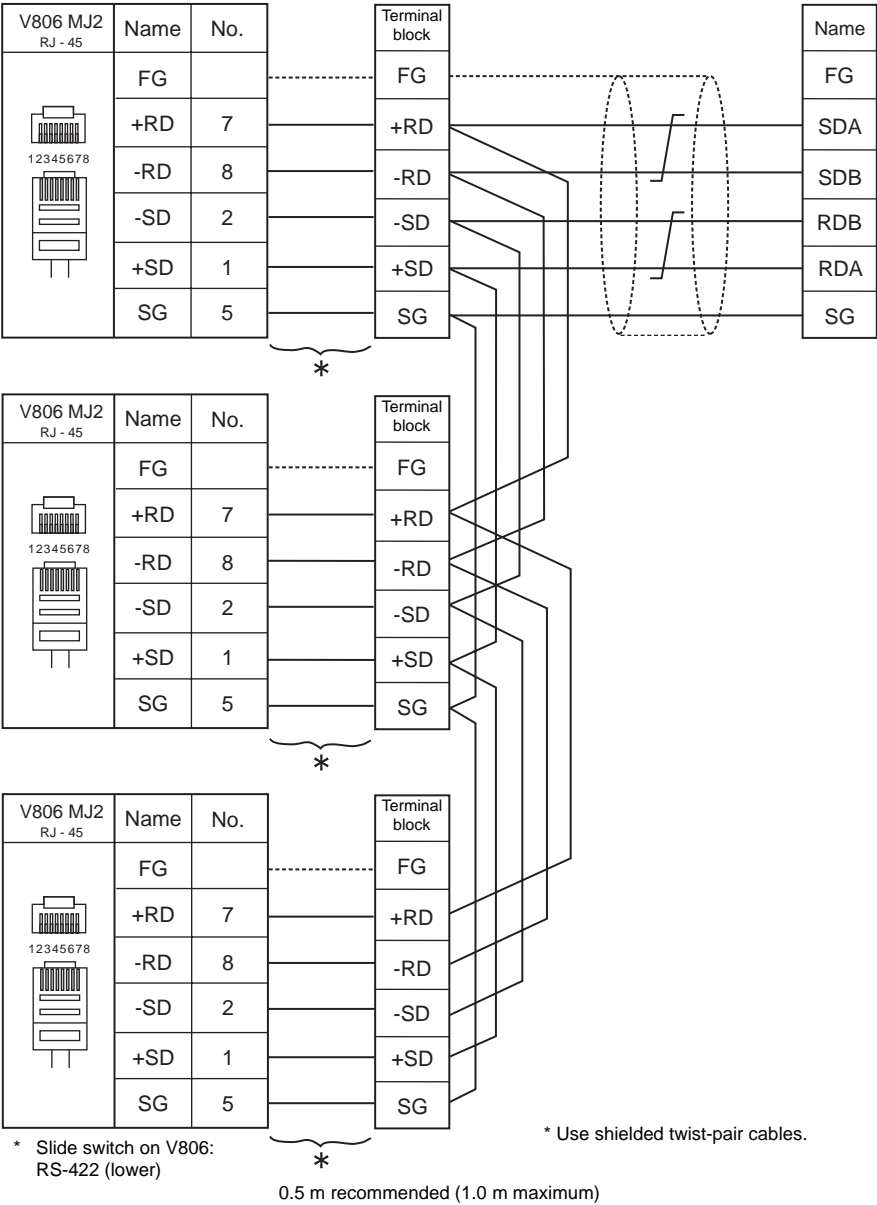 V806 MJ2
RJ - 45
Name
No.
Terminal
block
Name
FG
FG
FG
+RD
7
+RD
SDA
12345678
-RD
8
-RD
SDB
-SD
2
-SD
RDB
+SD
1
+SD
RDA
SG
5
SG
SG
*
V806 MJ2
RJ - 45
Name
No.
Terminal
block
FG
FG
+RD
7
+RD
12345678
-RD
8
-RD
-SD
2
-SD
+SD
1
+SD
SG
5
SG
*
V806 MJ2
RJ - 45
Name
No.
Terminal
block
FG
FG
+RD
7
+RD
12345678
-RD
8
-RD
-SD
2
-SD
+SD
1
+SD
SG
5
SG
* Use shielded twist-pair cables.
* Slide switch on V806:
RS-422 (lower)
*
0.5 m recommended (1.0 m maximum)